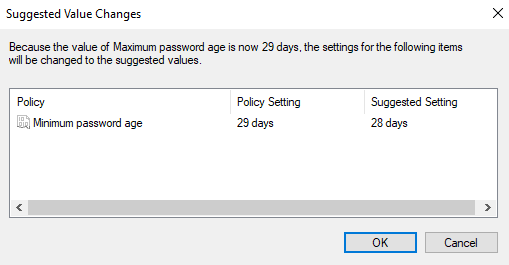 Suggested Value Changes
Because the value of Maximum password age is now 29 days, the settings for the following items
will be changed to the suggested values.
Policy Policy Setting Suggested Setting
Minimum password age 29 days 28 days
OK Cancel